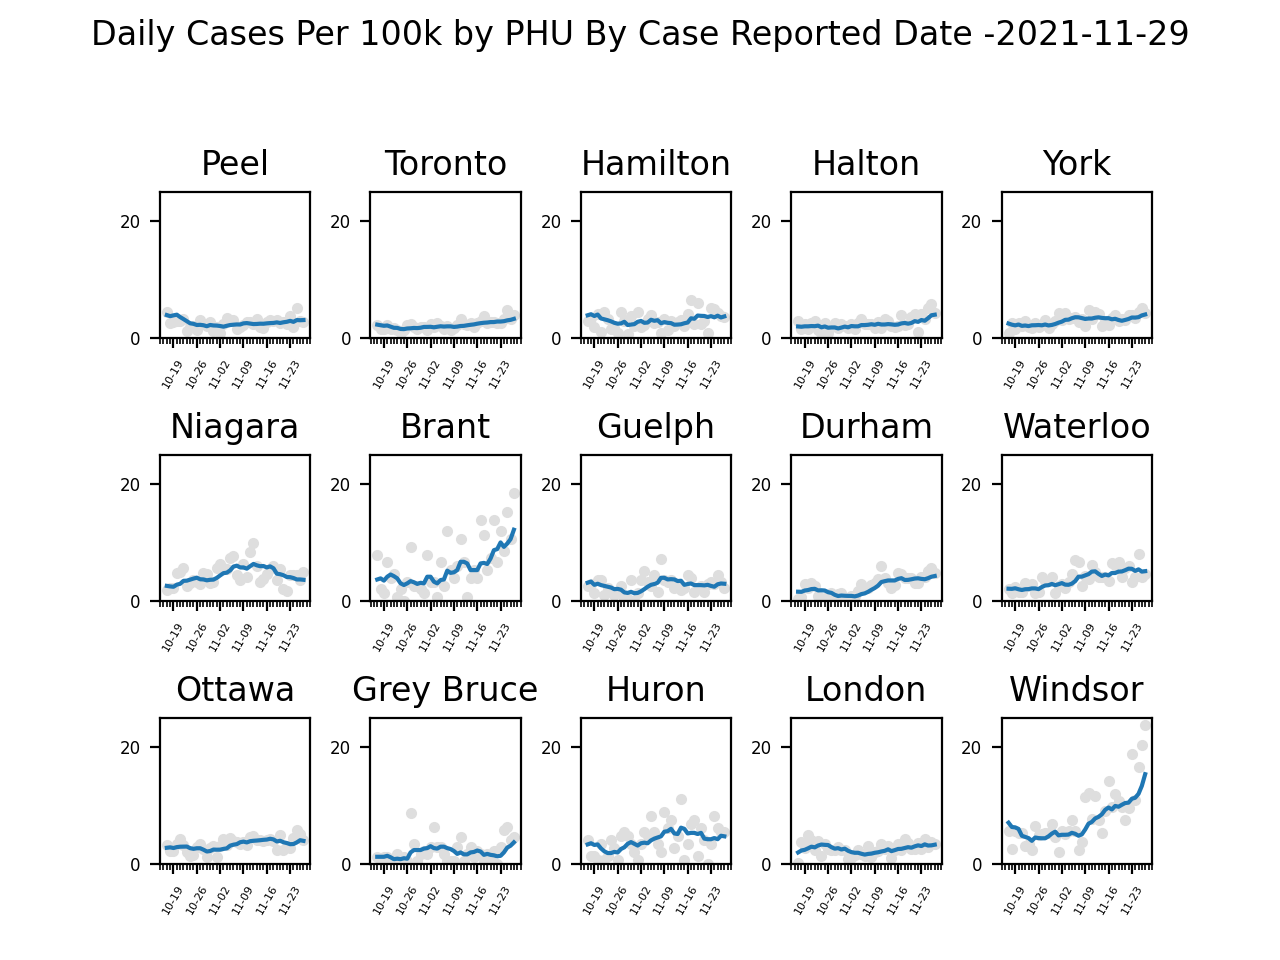 Daily Cases Per 100k by PHU By Case Reported Date -2021-11-29
Peel Toronto Hamilton Halton York
20 20 20 20 20
0 0 0 0 0
10-19 10-26 11-02 11-09 11-16 11-23 10-19 10-26 11-02 11-09 11-16 11-23 10-19 10-26 11-02 11-09 11-16 11-23 10-19 10-26 11-02 11-09 11-16 11-23 10-19 10-26 11-02 11-09 11-16 11-23
Niagara Brant Guelph Durham Waterloo
20 20 20 20 20
0 0 0 0 0
10-19 10-26 11-02 11-09 11-16 11-23 10-19 10-26 11-02 11-09 11-16 11-23 10-19 10-26 11-02 11-09 11-16 11-23 10-19 10-26 11-02 11-09 11-16 11-23 10-19 10-26 11-02 11-09 11-16 11-23
Ottawa Grey Bruce Huron London Windsor
20 20 20 20 20
0 0 0 0 0
10-19 10-26 11-02 11-09 11-16 11-23 10-19 10-26 11-02 11-09 11-16 11-23 10-19 10-26 11-02 11-09 11-16 11-23 10-19 10-26 11-02 11-09 11-16 11-23 10-19 10-26 11-02 11-09 11-16 11-23